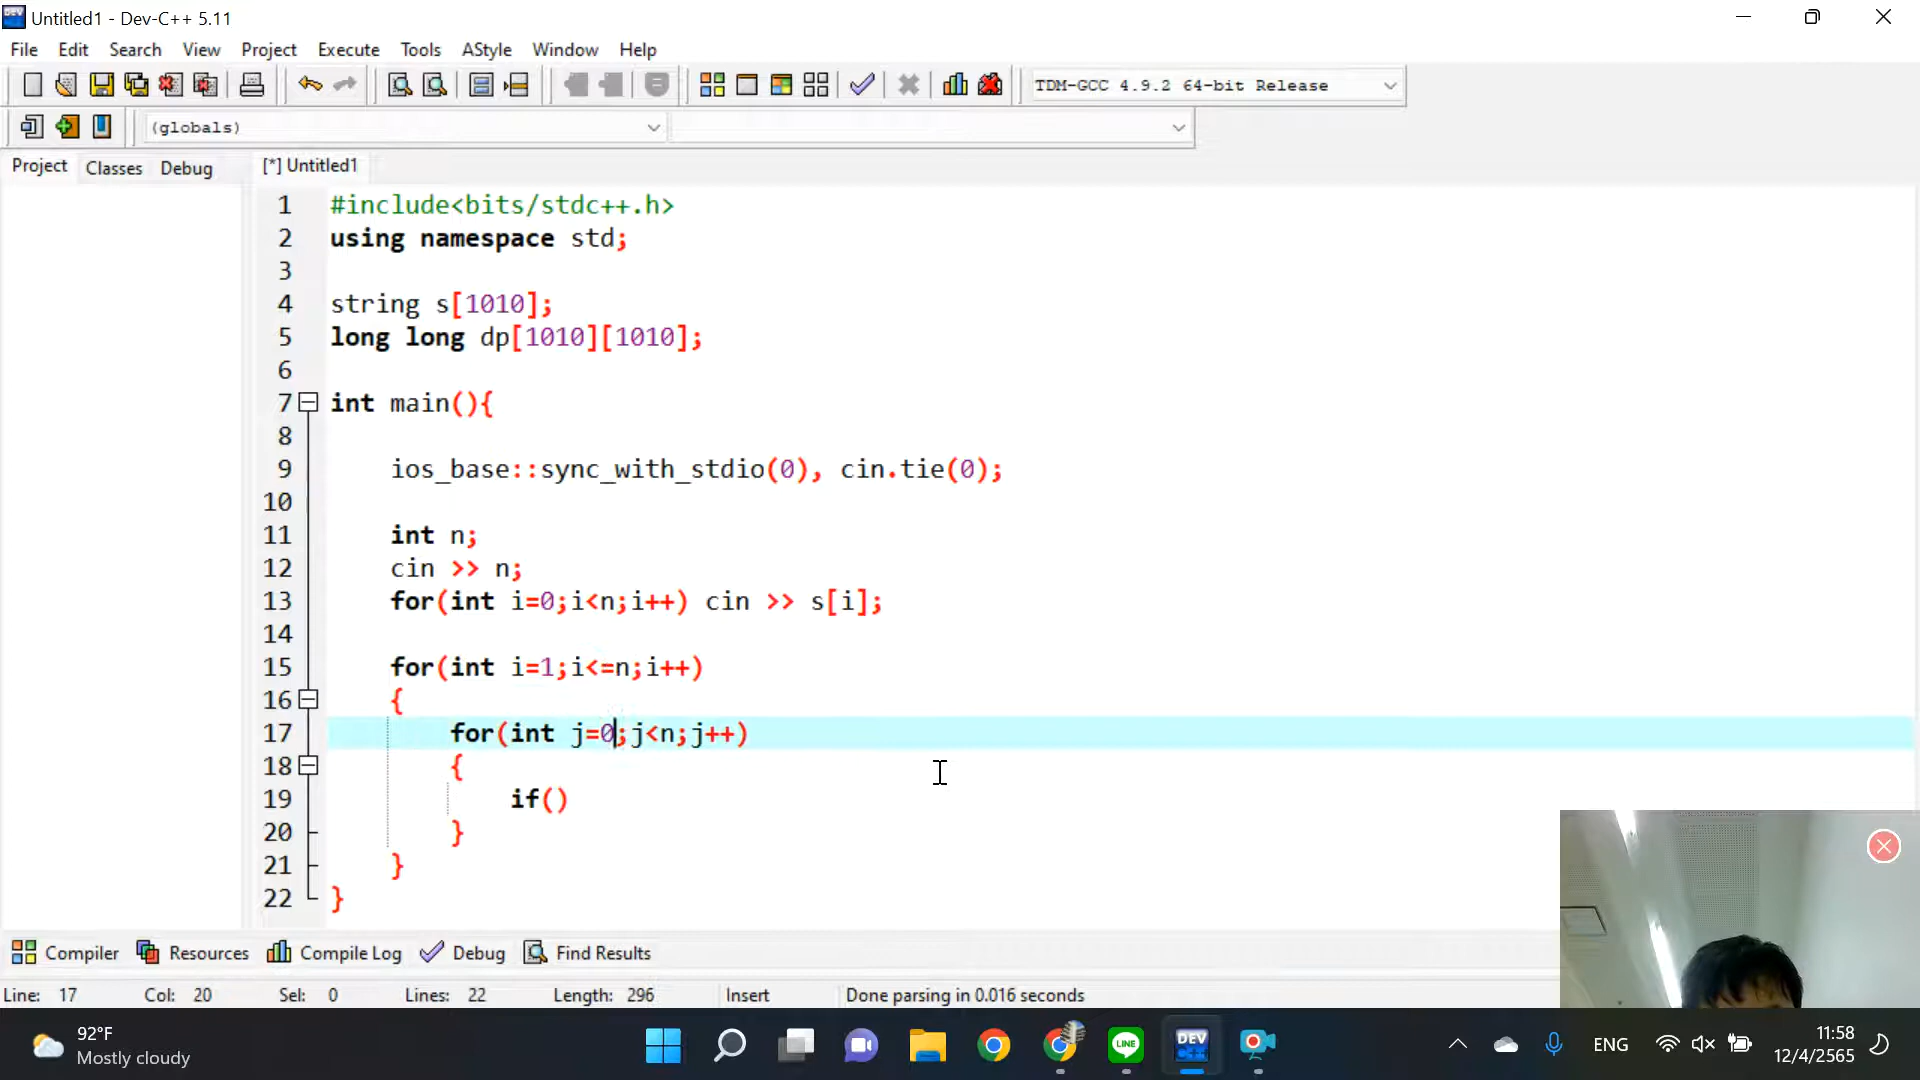 Untitled1 - Dev-C++ 5.11
File Edit Search View Project Execute Tools AStyle Window Help
TDM-GCC 4.9.2 64-bit Release
(globals)
Project Classes Debug [*] Untitled1
1 #include<bits/stdc++.h>
2 using namespace std;
3
4 string s[1010];
5 long long dp[1010][1010];
6
7 int main(){
8
9 ios_base::sync_with_stdio(0), cin.tie(0);
10
11 int n;
12 cin >> n;
13 for(int i=0;i<n;i++) cin >> s[i];
14
15 for(int i=1;i<=n;i++)
16 {
17 for(int j=0;j<n;j++)
18 {
19 if()
20 }
21 }
22 }
Compiler Resources Compile Log Debug Find Results
Line: 17 Col: 20 Sel: 0 Lines: 22 Length: 296 Insert Done parsing in 0.016 seconds
92°F
Mostly cloudy
LINE
DEV
C++
ENG
11:58
12/4/2565